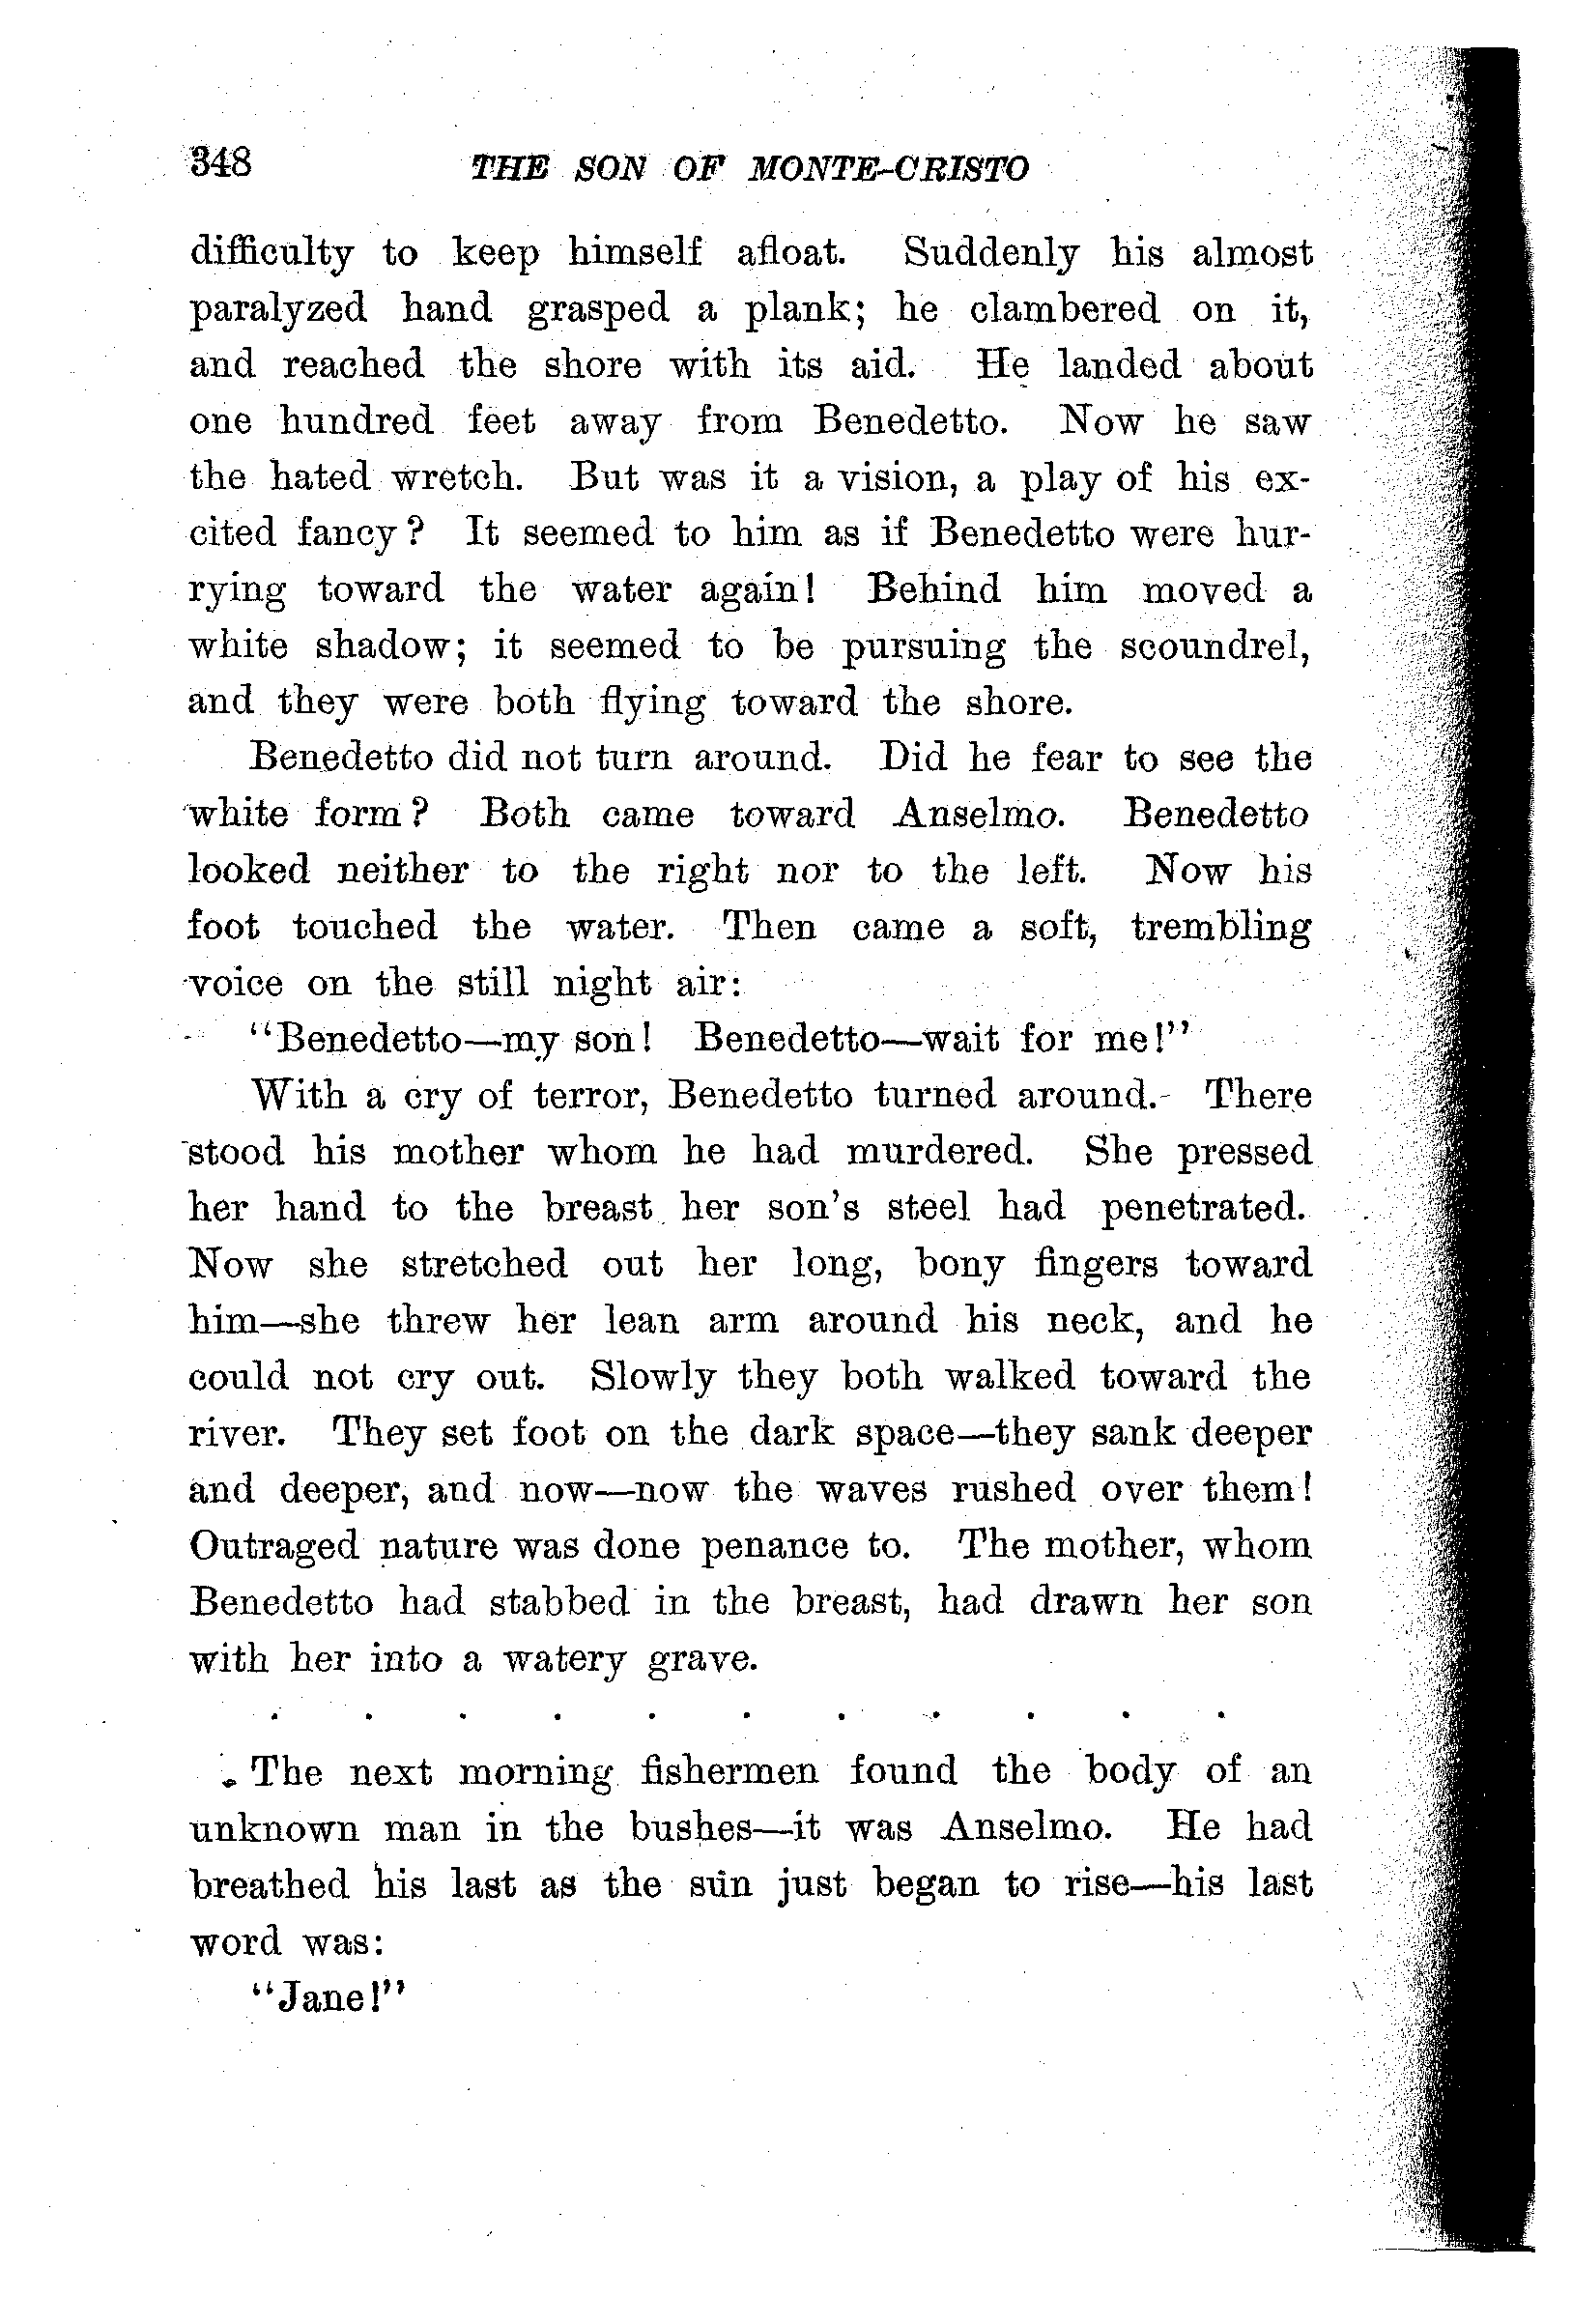 348 THE SON OF MONTE-CRISTO
difficulty to keep himself afloat. Suddenly his almost
paralyzed hand grasped a plank; he clambered on it,
and reached the shore with its aid. He landed about
one hundred feet away from Benedetto. Now he saw
the hated wretch. But was it a vision, a play of his ex-
cited fancy? It seemed to him as if Benedetto were hur-
rying toward the water again! Behind him moved a
white shadow; it seemed to be pursuing the scoundrel,
and they were both flying toward the shore.
Benedetto did not turn around. Did he fear to see the
white form? Both came toward Anselmo. Benedetto
looked neither to the right nor to the left. Now his
foot touched the water. Then came a soft, trembling
voice on the still night air:
"Benedetto—my son! Benedetto—wait for me!"
With a cry of terror, Benedetto turned around. There
stood his mother whom he had murdered. She pressed
her hand to the breast her son's steel had penetrated.
Now she stretched out her long, bony fingers toward
him—she threw her lean arm around his neck, and he
could not cry out. Slowly they both walked toward the
river. They set foot on the dark space—they sank deeper
and deeper, and now—now the waves rushed over them!
Outraged nature was done penance to. The mother, whom
Benedetto had stabbed in the breast, had drawn her son
with her into a watery grave.
. . . . . . . . . . .
The next morning fishermen found the body of an
unknown man in the bushes—it was Anselmo. He had
breathed his last as the sun just began to rise—his last
word was:
"Jane!"